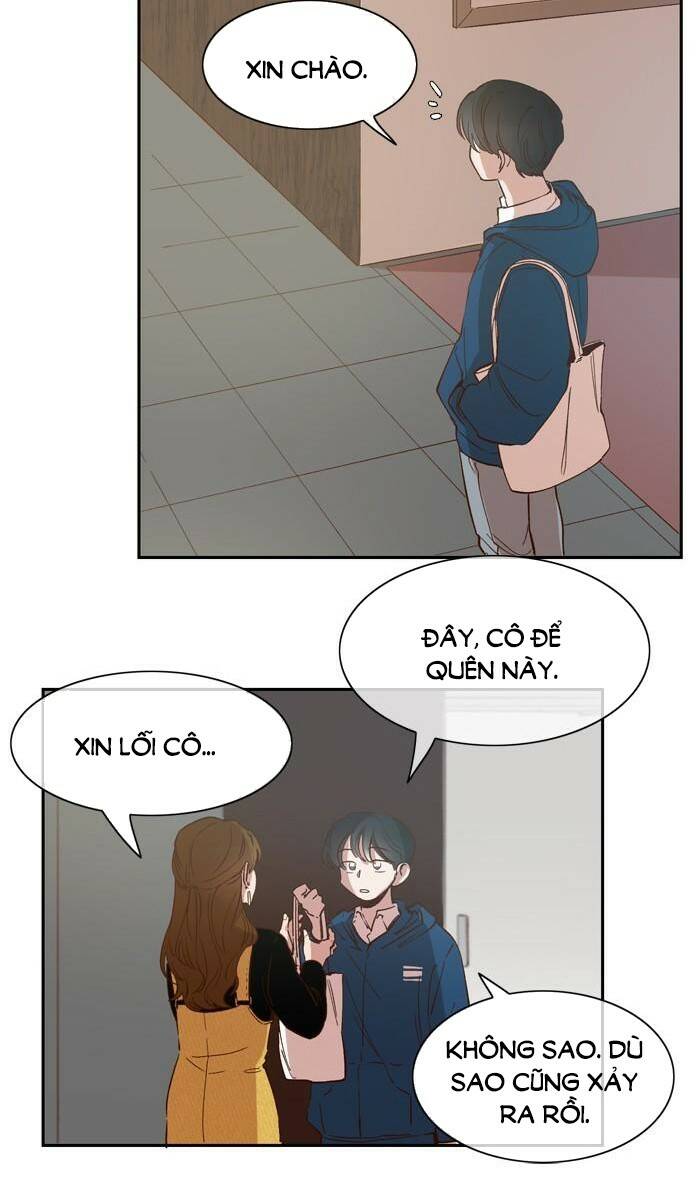 XIN CHÀO.
ĐÂY, CÔ ĐỂ
QUÊN NÀY.
XIN LỖI CÔ...
KHÔNG SAO. DÙ
SAO CŨNG XẢY
RA RỒI.